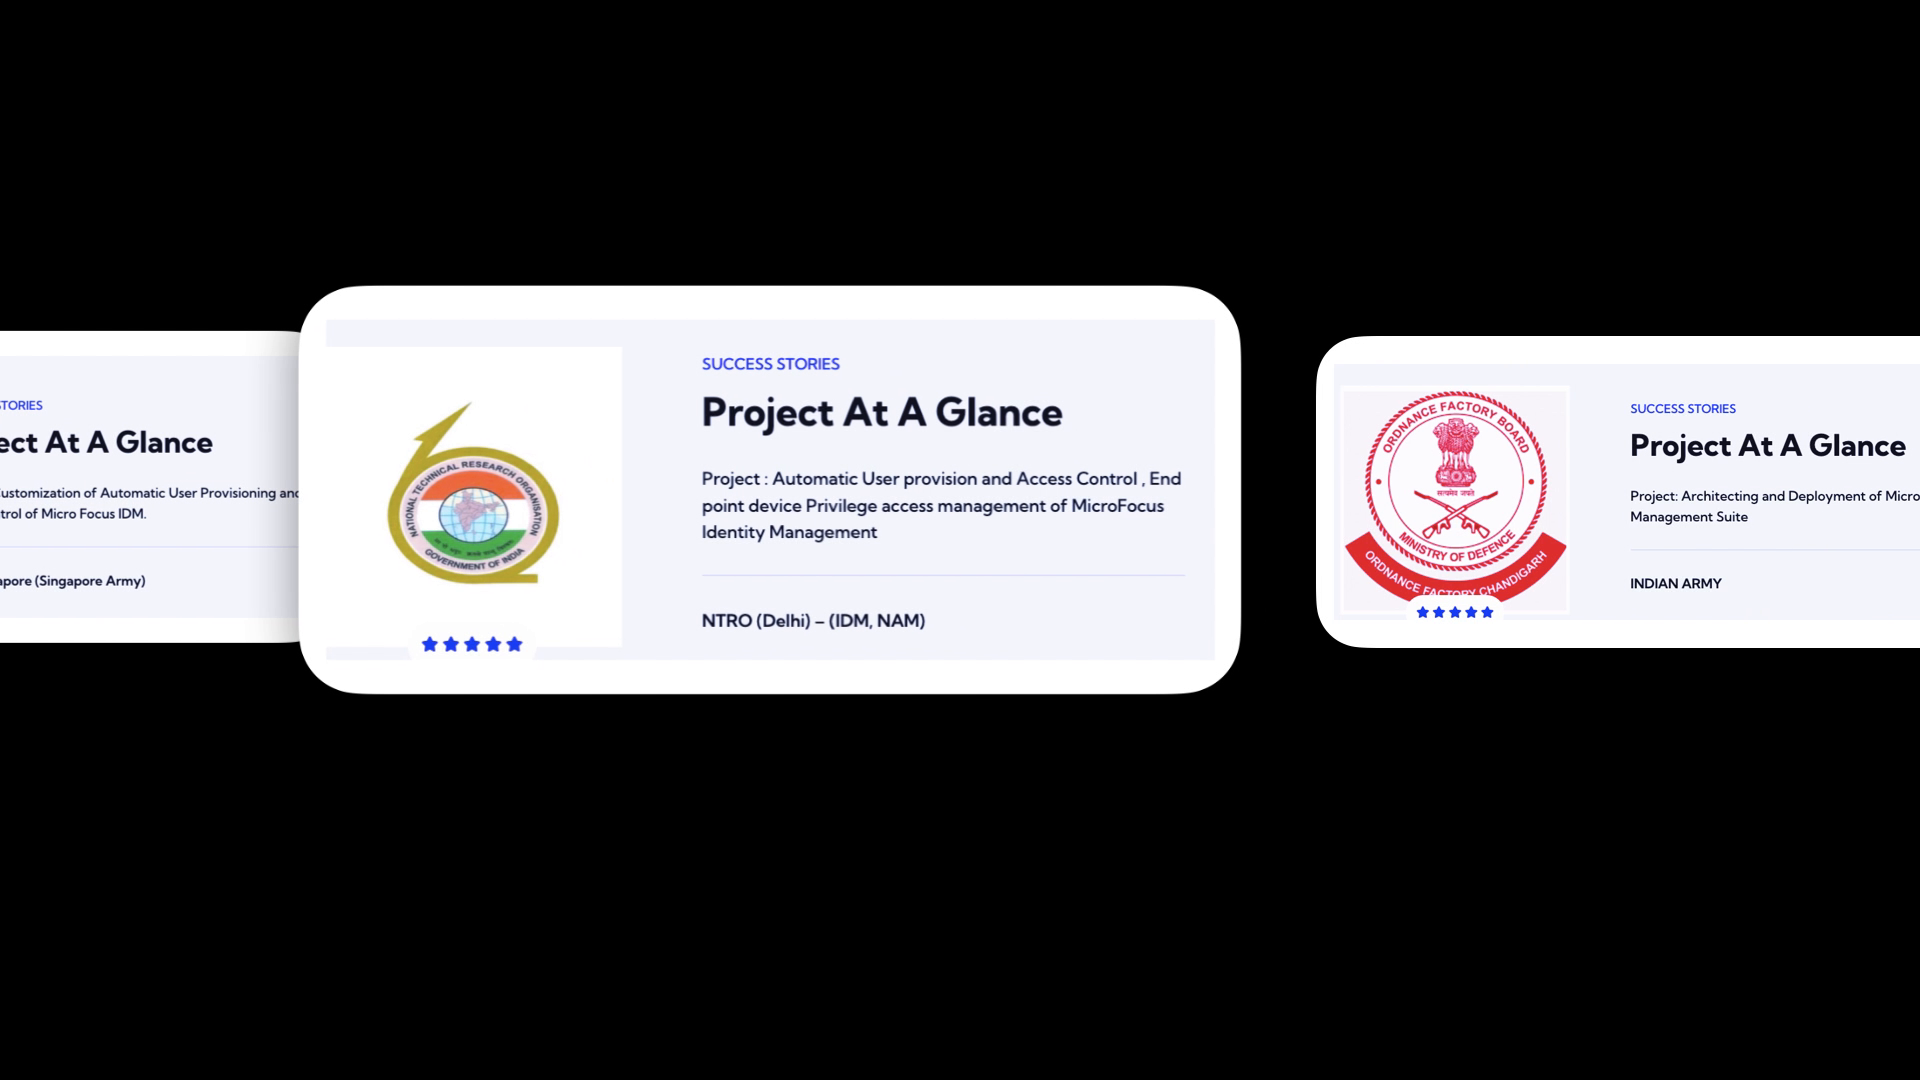 TORIES
ect At A Glance
ustomization of Automatic User Provisioning and
trol of Micro Focus IDM.
apore (Singapore Army)
NATIONAL TECHNICAL RESEARCH ORGANISATION
GOVERNMENT OF INDIA
SUCCESS STORIES
Project At A Glance
Project : Automatic User provision and Access Control , End
point device Privilege access management of MicroFocus
Identity Management
NTRO (Delhi) – (IDM, NAM)
ORDNANCE FACTORY BOARD
सत्यमेव जयते
MINISTRY OF DEFENCE
ORDNANCE FACTORY CHANDIGARH
SUCCESS STORIES
Project At A Glance
Project: Architecting and Deployment of Micro
Management Suite
INDIAN ARMY